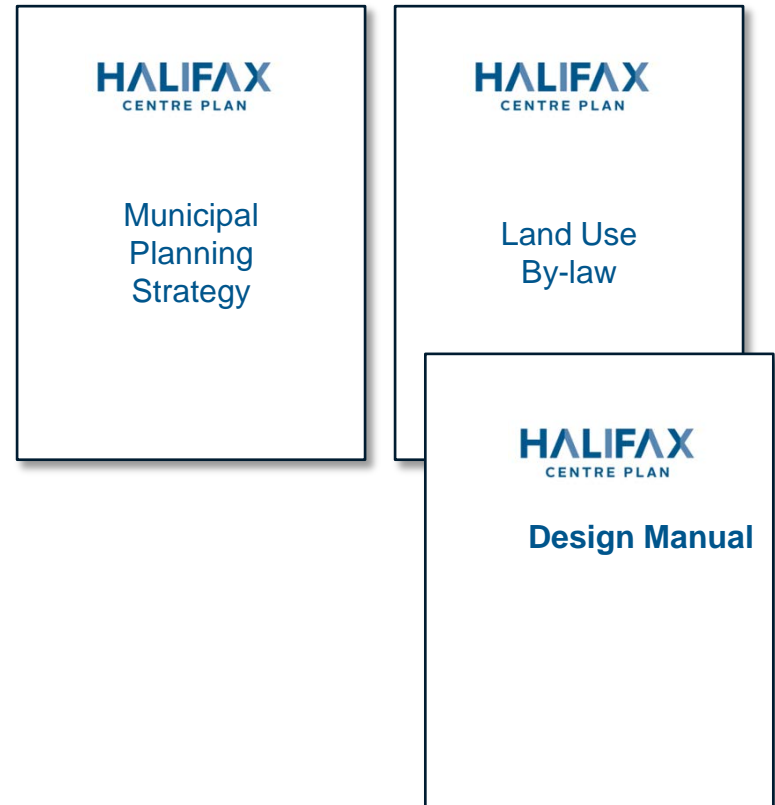 HALIFAX
CENTRE PLAN
Municipal
Planning
Strategy
HALIFAX
CENTRE PLAN
Land Use
By-law
HALIFAX
CENTRE PLAN
Design Manual